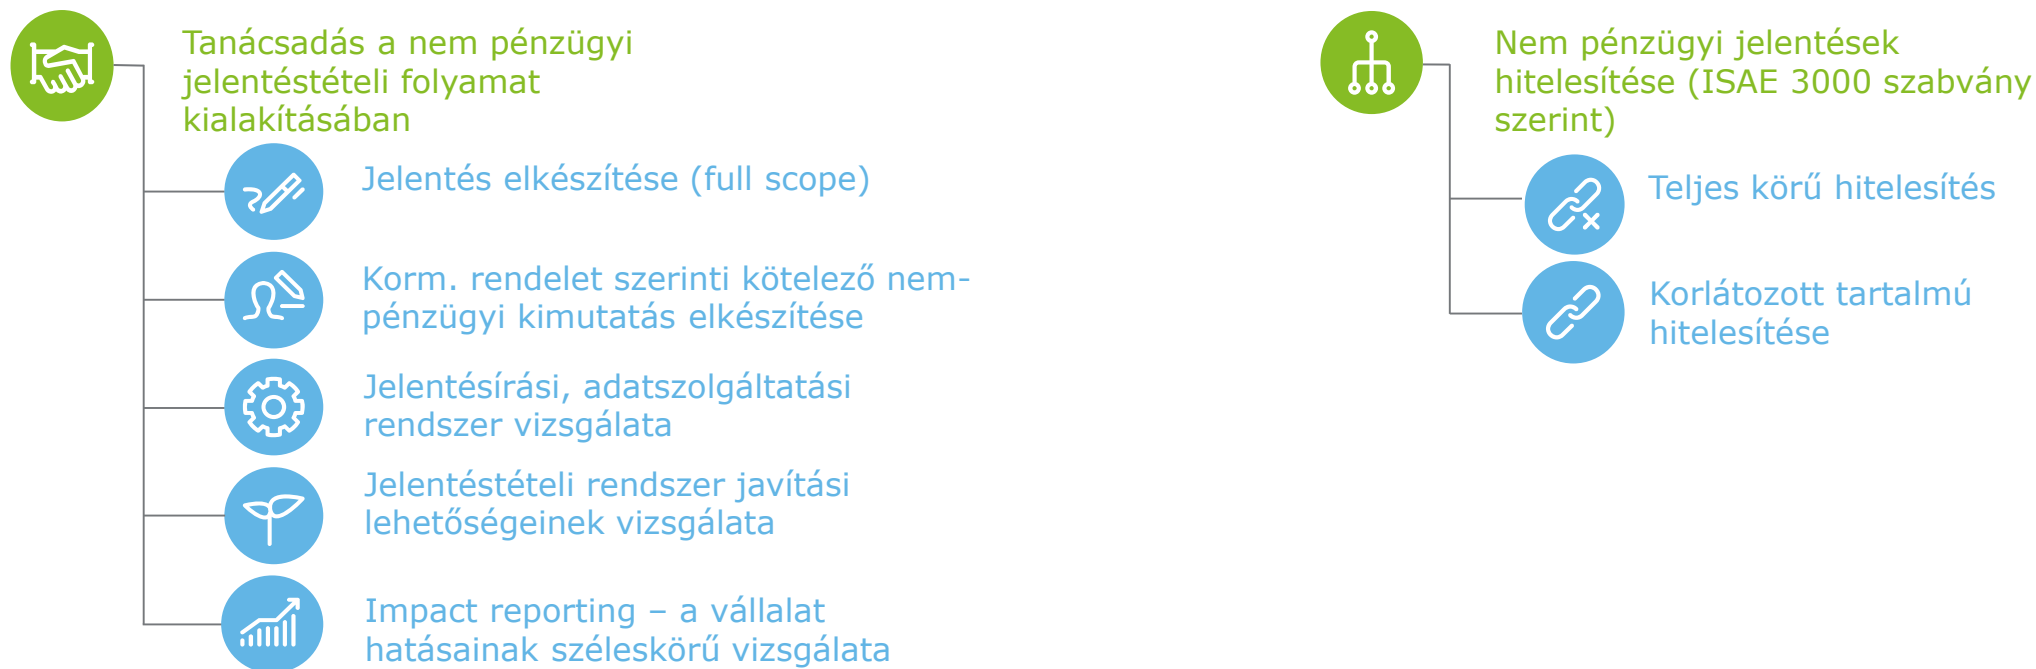 Tanácsadás a nem pénzügyi
jelentéstételi folyamat
kialakításában
Jelentés elkészítése (full scope)
Korm. rendelet szerinti kötelező nem-
pénzügyi kimutatás elkészítése
Jelentésírási, adatszolgáltatási
rendszer vizsgálata
Jelentéstételi rendszer javítási
lehetőségeinek vizsgálata
Impact reporting – a vállalat
hatásainak széleskörű vizsgálata
Nem pénzügyi jelentések
hitelesítése (ISAE 3000 szabvány
szerint)
Teljes körű hitelesítés
Korlátozott tartalmú
hitelesítése